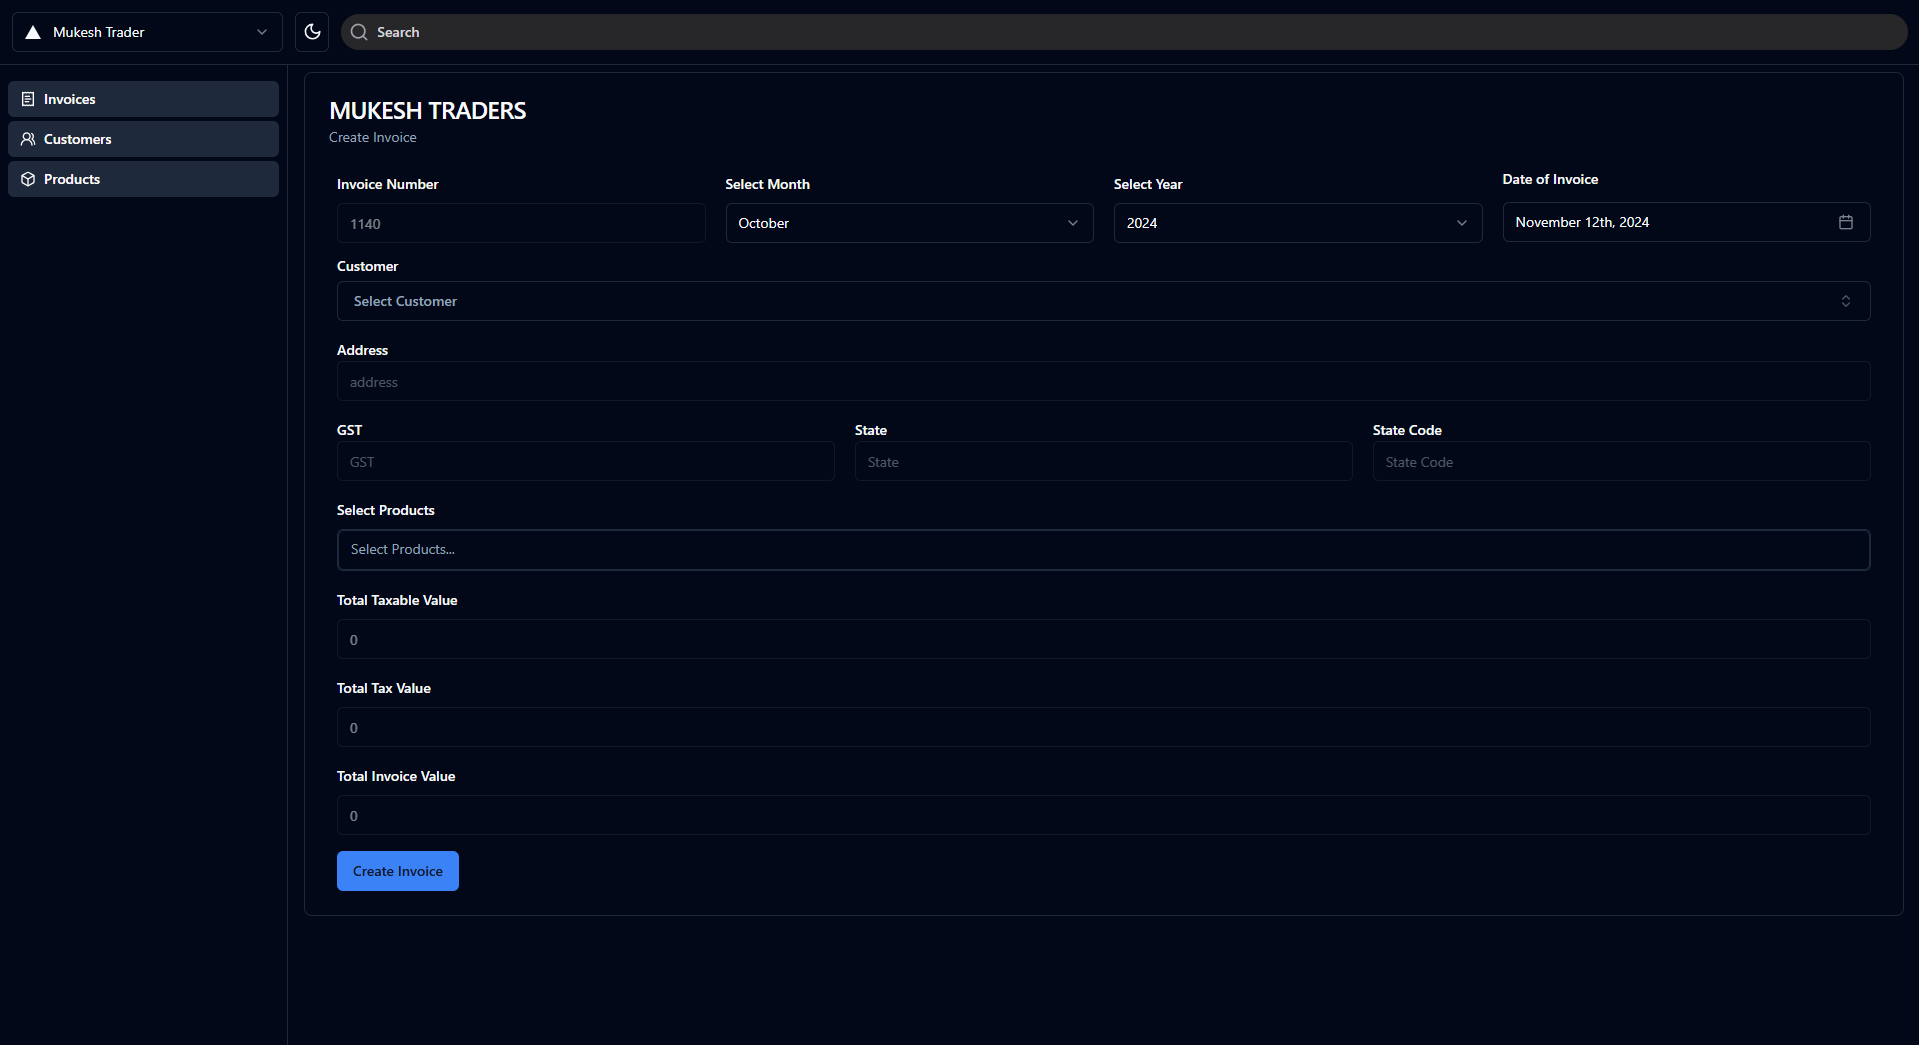 Mukesh Trader
Search
Invoices
Customers
Products
MUKESH TRADERS
Create Invoice
Invoice Number
Select Month
Select Year
Date of Invoice
1140
October
2024
November 12th, 2024
Customer
Select Customer
Address
address
GST
State
State Code
GST
State
State Code
Select Products
Select Products...
Total Taxable Value
0
Total Tax Value
0
Total Invoice Value
0
Create Invoice